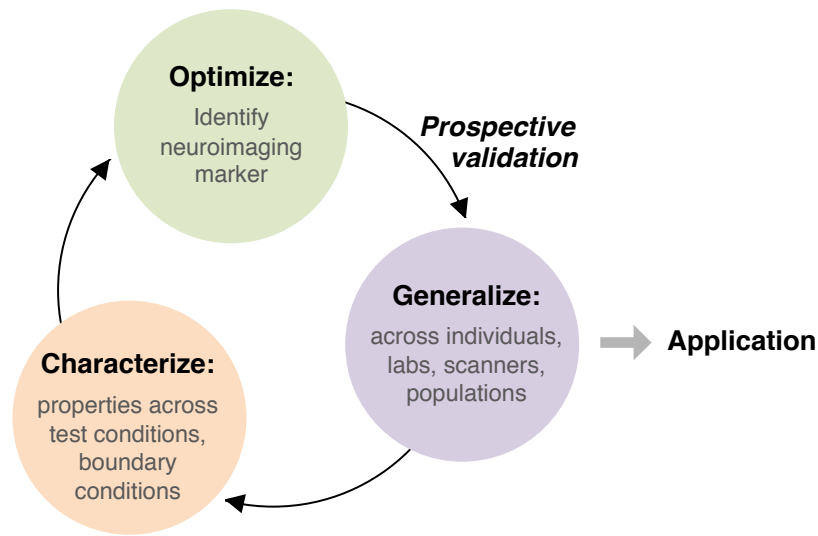 Optimize:
Identify
neuroimaging
marker
Prospective
validation
Generalize:
across individuals,
labs, scanners,
populations
Application
Characterize:
properties across
test conditions,
boundary
conditions